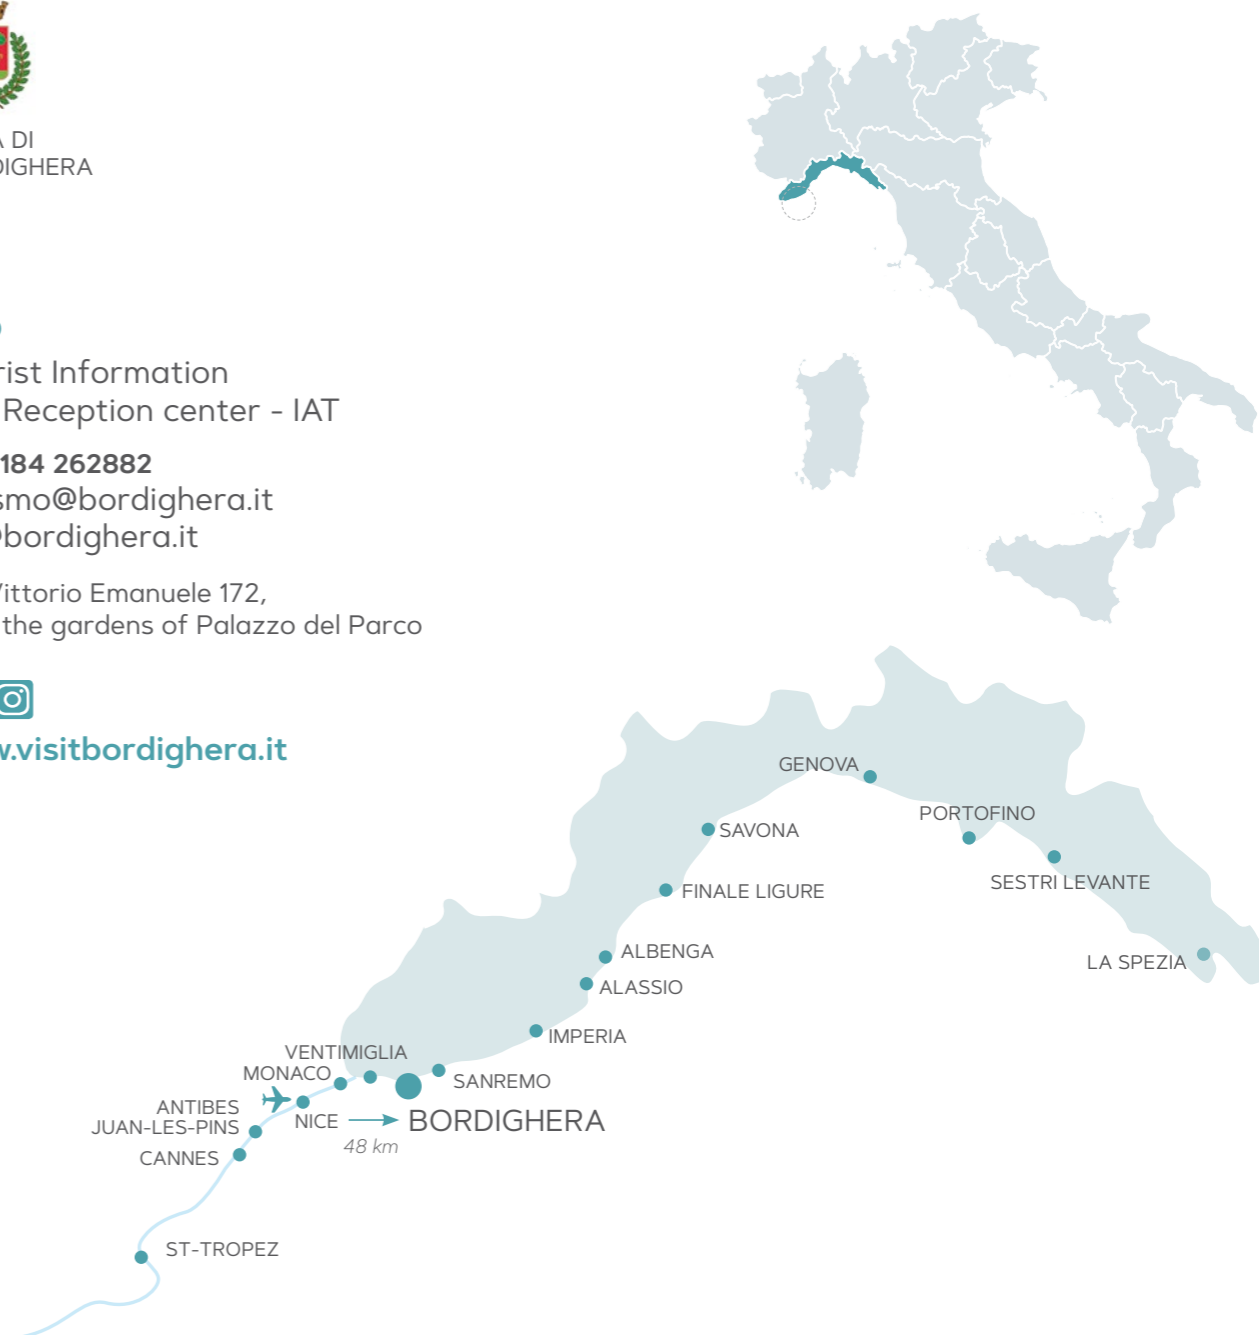 A DI
DIGHERA
rist Information
Reception center - IAT
184 262882
smo@bordighera.it
@bordighera.it
Vittorio Emanuele 172,
the gardens of Palazzo del Parco
w.visitbordighera.it
GENOVA
PORTOFINO
SAVONA
SESTRI LEVANTE
FINALE LIGURE
ALBENGA
LA SPEZIA
ALASSIO
IMPERIA
VENTIMIGLIA
MONACO
SANREMO
ANTIBES
JUAN-LES-PINS
NICE
BORDIGHERA
48 km
CANNES
ST-TROPEZ